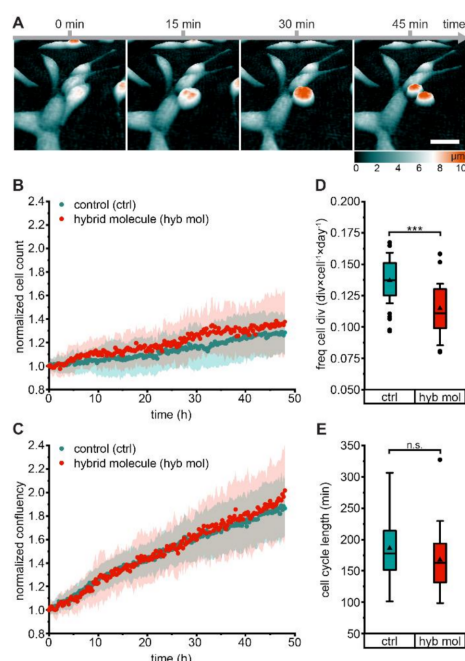 A
0 min 15 min 30 min 45 min time
µm
0 2 4 6 8 10
B
normalized cell count
2.4
2.2
2.0
1.8
1.6
1.4
1.2
1.0
0.8
control (ctrl)
hybrid molecule (hyb mol)
0 10 20 30 40 50
time (h)
D
freq cell div (div×cell⁻¹×day⁻¹)
0.200
0.175
0.150
0.125
0.100
0.075
0.050
***
ctrl hyb mol
C
normalized confluency
2.4
2.2
2.0
1.8
1.6
1.4
1.2
1.0
0.8
control (ctrl)
hybrid molecule (hyb mol)
0 10 20 30 40 50
time (h)
E
cell cycle length (min)
350
300
250
200
150
100
50
n.s.
ctrl hyb mol